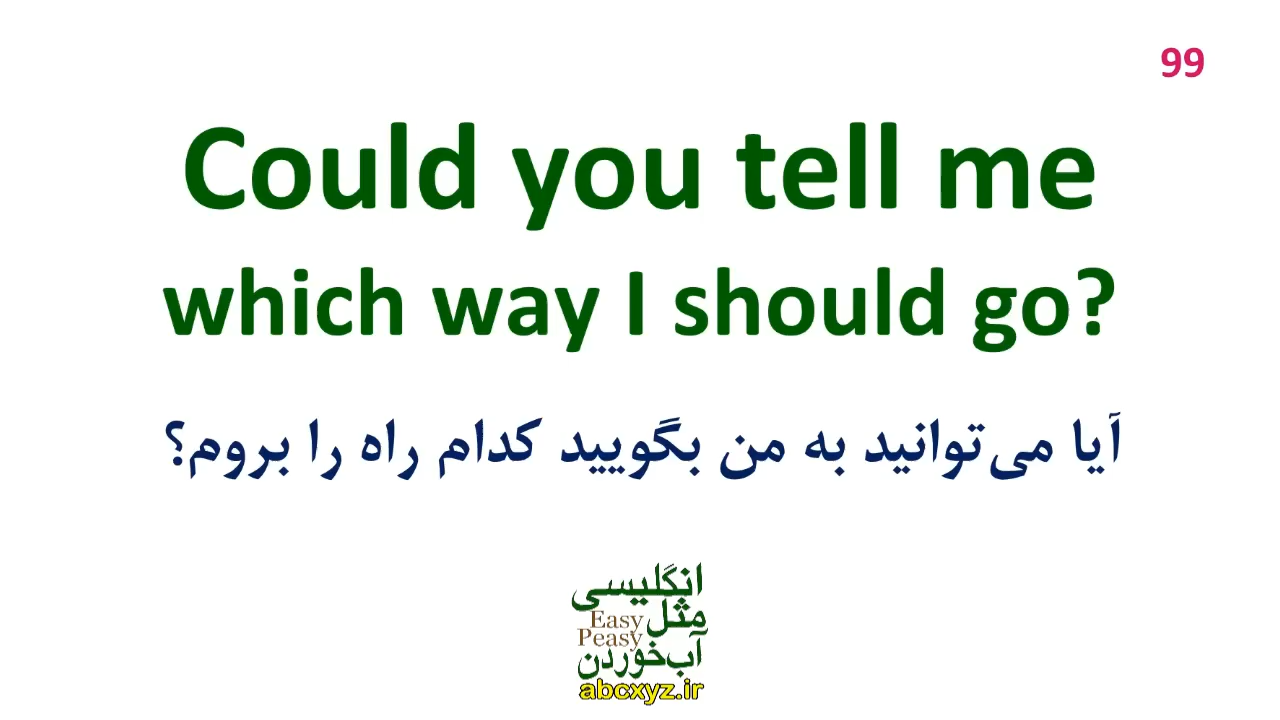 99
Could you tell me
which way I should go?
آیا می‌توانید به من بگویید کدام راه را بروم؟
انگلیسی
مثل
Easy
Peasy
آب‌خوردن
abcxyz.ir